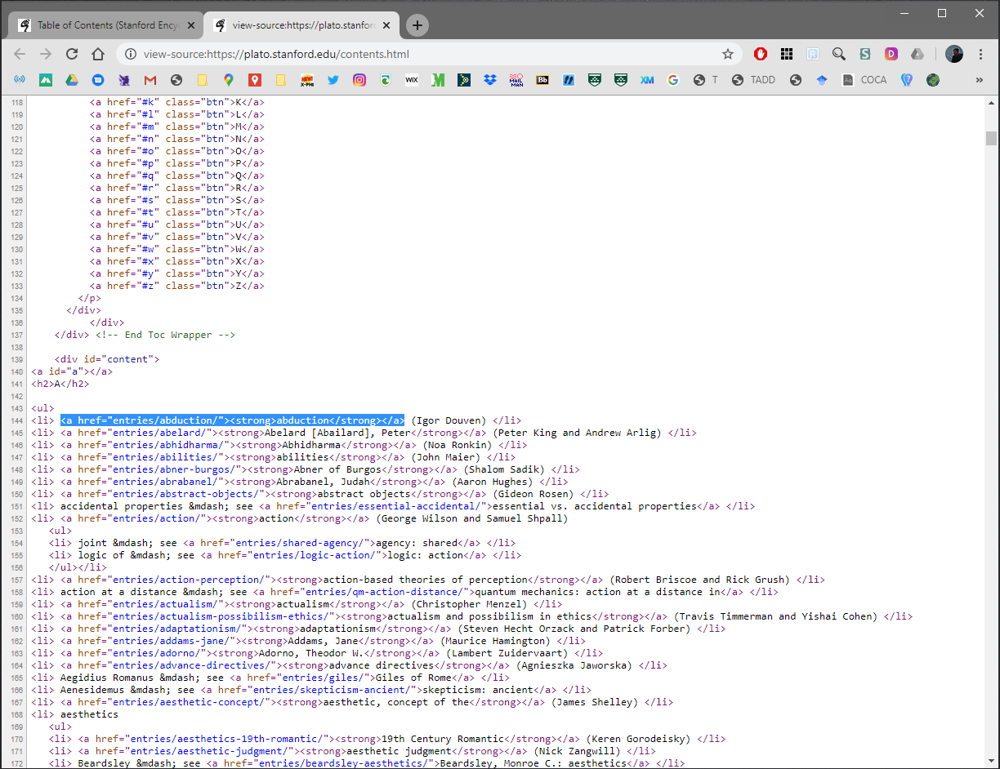 Table of Contents (Stanford Ency
view-source:https://plato.stanfor
view-source:https://plato.stanford.edu/contents.html
WIX T TADD COCA
118 <a href="#k" class="btn">K</a>
119 <a href="#l" class="btn">L</a>
120 <a href="#m" class="btn">M</a>
121 <a href="#n" class="btn">N</a>
122 <a href="#o" class="btn">O</a>
123 <a href="#p" class="btn">P</a>
124 <a href="#q" class="btn">Q</a>
125 <a href="#r" class="btn">R</a>
126 <a href="#s" class="btn">S</a>
127 <a href="#t" class="btn">T</a>
128 <a href="#u" class="btn">U</a>
129 <a href="#v" class="btn">V</a>
130 <a href="#w" class="btn">W</a>
131 <a href="#x" class="btn">X</a>
132 <a href="#y" class="btn">Y</a>
133 <a href="#z" class="btn">Z</a>
134 </p>
135 </div>
136 </div>
137 </div> <!-- End Toc Wrapper -->
138
139 <div id="content">
140 <a id="a"></a>
141 <h2>A</h2>
142
143 <ul>
144 <li> <a href="entries/abduction/"><strong>abduction</strong></a> (Igor Douven) </li>
145 <li> <a href="entries/abelard/"><strong>Abelard [Abailard], Peter</strong></a> (Peter King and Andrew Arlig) </li>
146 <li> <a href="entries/abhidharma/"><strong>Abhidharma</strong></a> (Noa Ronkin) </li>
147 <li> <a href="entries/abilities/"><strong>abilities</strong></a> (John Maier) </li>
148 <li> <a href="entries/abner-burgos/"><strong>Abner of Burgos</strong></a> (Shalom Sadik) </li>
149 <li> <a href="entries/abrabanel/"><strong>Abrabanel, Judah</strong></a> (Aaron Hughes) </li>
150 <li> <a href="entries/abstract-objects/"><strong>abstract objects</strong></a> (Gideon Rosen) </li>
151 <li> accidental properties &mdash; see <a href="entries/essential-accidental/">essential vs. accidental properties</a> </li>
152 <li> <a href="entries/action/"><strong>action</strong></a> (George Wilson and Samuel Shpall)
153 <ul>
154 <li> joint &mdash; see <a href="entries/shared-agency/">agency: shared</a> </li>
155 <li> logic of &mdash; see <a href="entries/logic-action/">logic: action</a> </li>
156 </ul></li>
157 <li> <a href="entries/action-perception/"><strong>action-based theories of perception</strong></a> (Robert Briscoe and Rick Grush) </li>
158 <li> action at a distance &mdash; see <a href="entries/qm-action-distance/">quantum mechanics: action at a distance in</a> </li>
159 <li> <a href="entries/actualism/"><strong>actualism</strong></a> (Christopher Menzel) </li>
160 <li> <a href="entries/actualism-possibilism-ethics/"><strong>actualism and possibilism in ethics</strong></a> (Travis Timmerman and Yishai Cohen) </li>
161 <li> <a href="entries/adaptationism/"><strong>adaptationism</strong></a> (Steven Hecht Orzack and Patrick Forber) </li>
162 <li> <a href="entries/addams-jane/"><strong>Addams, Jane</strong></a> (Maurice Hamington) </li>
163 <li> <a href="entries/adorno/"><strong>Adorno, Theodor W.</strong></a> (Lambert Zuidervaart) </li>
164 <li> <a href="entries/advance-directives/"><strong>advance directives</strong></a> (Agnieszka Jaworska) </li>
165 <li> Aegidius Romanus &mdash; see <a href="entries/giles/">Giles of Rome</a> </li>
166 <li> Aenesidemus &mdash; see <a href="entries/skepticism-ancient/">skepticism: ancient</a> </li>
167 <li> <a href="entries/aesthetic-concept/"><strong>aesthetic, concept of the</strong></a> (James Shelley) </li>
168 <li> aesthetics
169 <ul>
170 <li> <a href="entries/aesthetics-19th-romantic/"><strong>19th Century Romantic</strong></a> (Keren Gorodeisky) </li>
171 <li> <a href="entries/aesthetic-judgment/"><strong>aesthetic judgment</strong></a> (Nick Zangwill) </li>
172 <li> Beardsley &mdash; see <a href="entries/beardsley-aesthetics/">Beardsley, Monroe C.: aesthetics</a> </li>